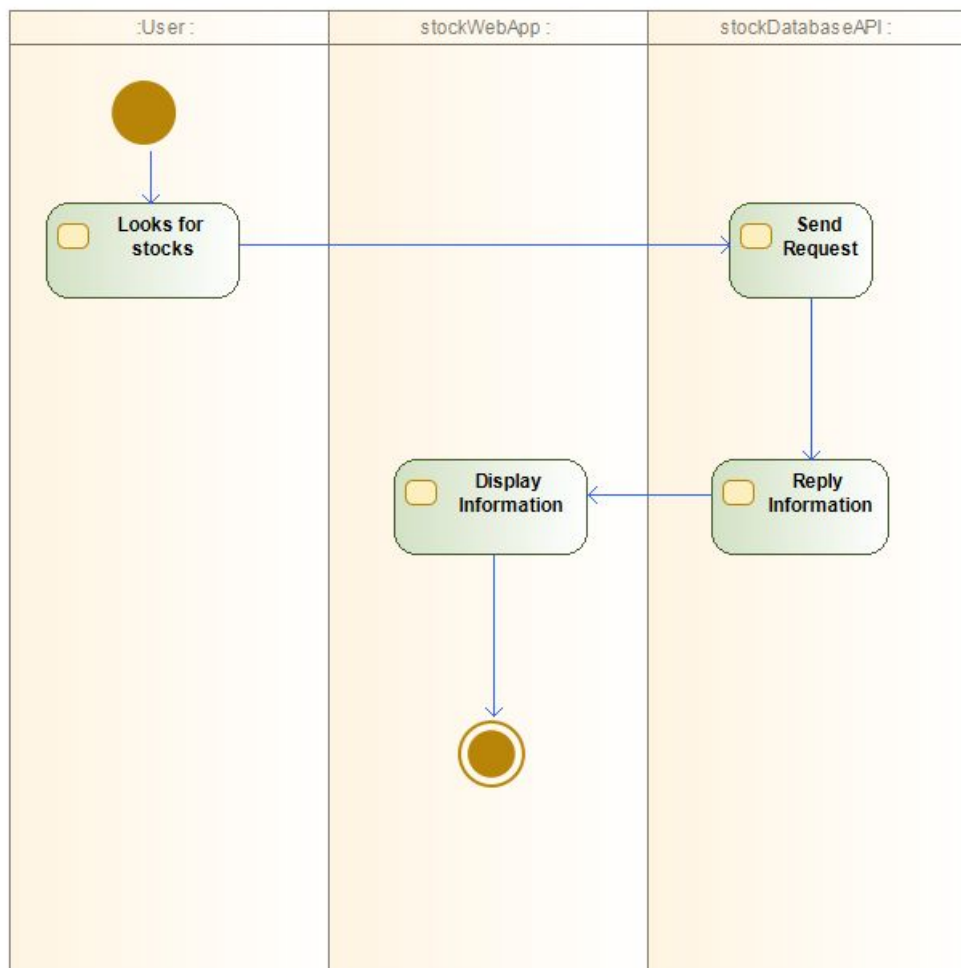 :User :
stockWebApp :
stockDatabaseAPI :
Looks for
stocks
Send
Request
Display
Information
Reply
Information